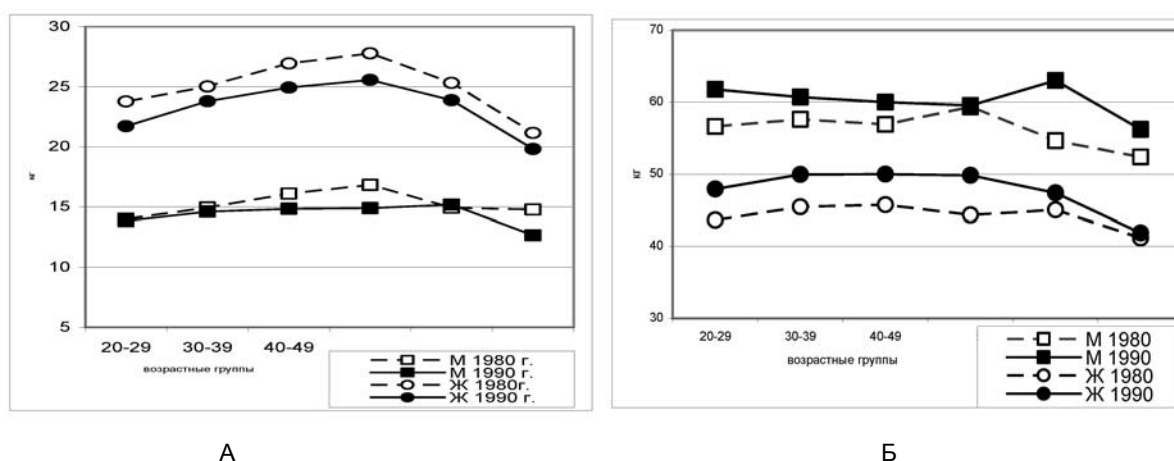 30
25
20
15
10
5
кг
20-29 30-39 40-49
возрастные группы
М 1980 г.
М 1990 г.
Ж 1980г.
Ж 1990 г.
А
70
60
50
40
30
кг
20-29 30-39 40-49
возрастные группы
М 1980
М 1990
Ж 1980
Ж 1990
Б